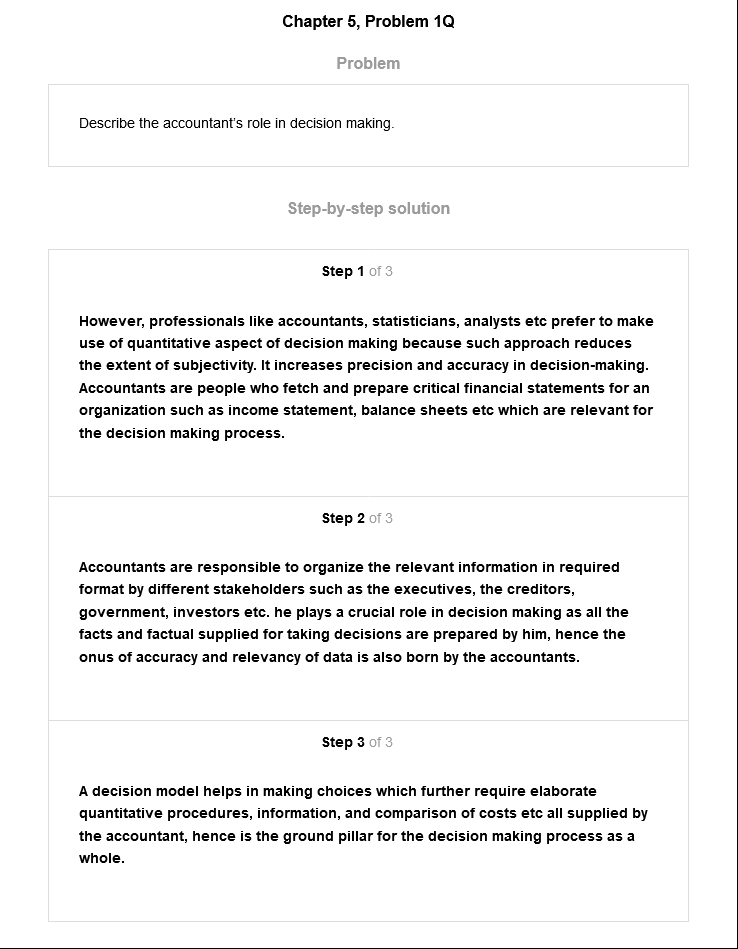 Chapter 5, Problem 1Q
Problem
Describe the accountant's role in decision making.
Step-by-step solution
Step 1 of 3
However, professionals like accountants, statisticians, analysts etc prefer to make
use of quantitative aspect of decision making because such approach reduces
the extent of subjectivity. It increases precision and accuracy in decision-making.
Accountants are people who fetch and prepare critical financial statements for an
organization such as income statement, balance sheets etc which are relevant for
the decision making process.
Step 2 of 3
Accountants are responsible to organize the relevant information in required
format by different stakeholders such as the executives, the creditors,
government, investors etc. he plays a crucial role in decision making as all the
facts and factual supplied for taking decisions are prepared by him, hence the
onus of accuracy and relevancy of data is also born by the accountants.
Step 3 of 3
A decision model helps in making choices which further require elaborate
quantitative procedures, information, and comparison of costs etc all supplied by
the accountant, hence is the ground pillar for the decision making process as a
whole.